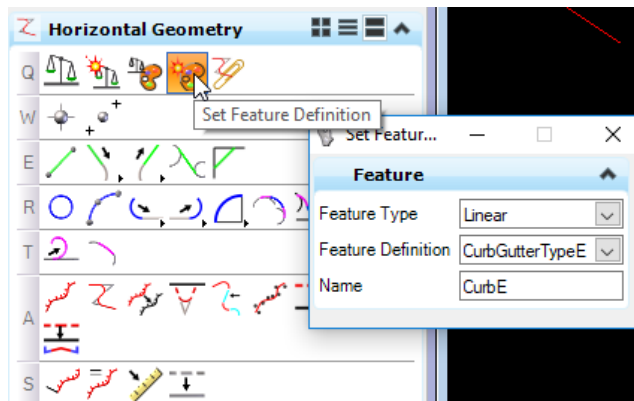 Horizontal Geometry
Q
Set Feature Definition
W
Set Featur...
E
Feature
R
Feature Type
Linear
Feature Definition
CurbGutterTypeE
T
Name
CurbE
A
S